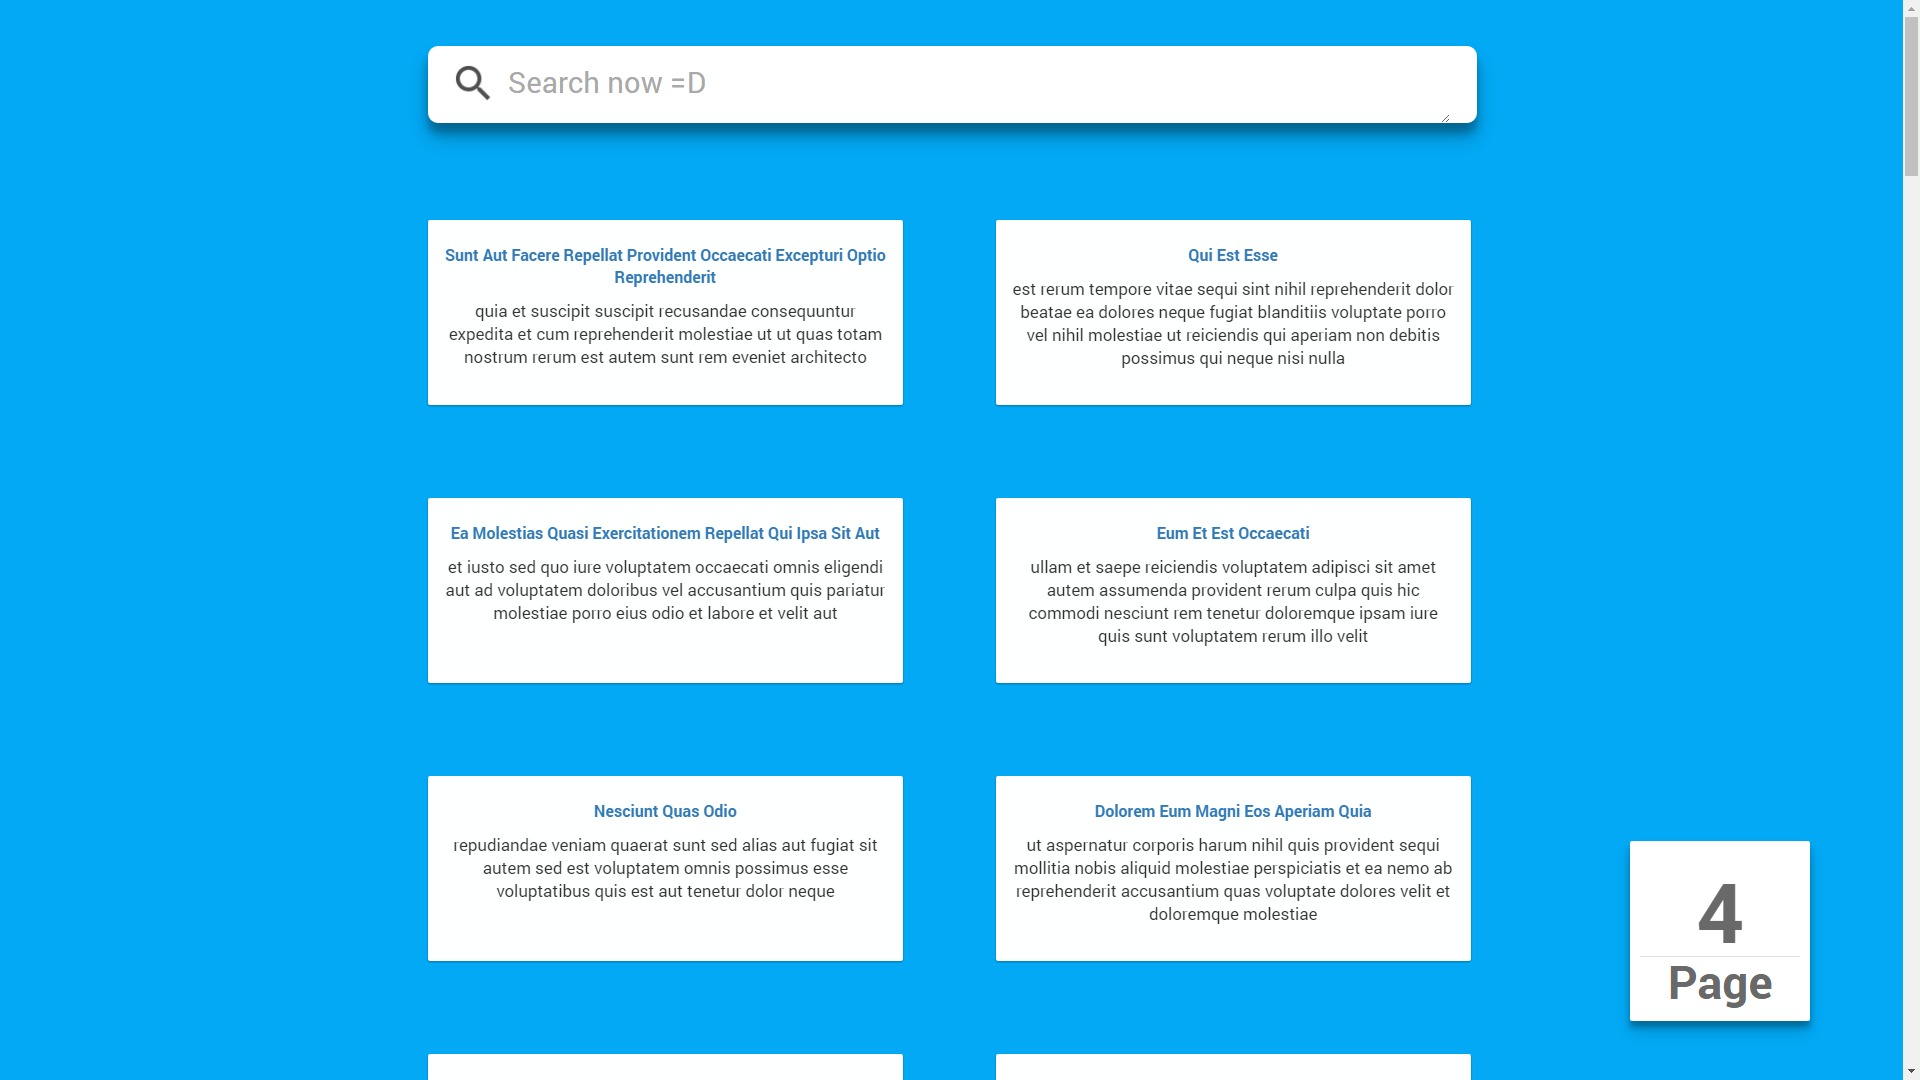 Search now =D
Sunt Aut Facere Repellat Provident Occaecati Excepturi Optio
Reprehenderit
quia et suscipit suscipit recusandae consequuntur
expedita et cum reprehenderit molestiae ut ut quas totam
nostrum rerum est autem sunt rem eveniet architecto
Qui Est Esse
est rerum tempore vitae sequi sint nihil reprehenderit dolor
beatae ea dolores neque fugiat blanditiis voluptate porro
vel nihil molestiae ut reiciendis qui aperiam non debitis
possimus qui neque nisi nulla
Ea Molestias Quasi Exercitationem Repellat Qui Ipsa Sit Aut
et iusto sed quo iure voluptatem occaecati omnis eligendi
aut ad voluptatem doloribus vel accusantium quis pariatur
molestiae porro eius odio et labore et velit aut
Eum Et Est Occaecati
ullam et saepe reiciendis voluptatem adipisci sit amet
autem assumenda provident rerum culpa quis hic
commodi nesciunt rem tenetur doloremque ipsam iure
quis sunt voluptatem rerum illo velit
Nesciunt Quas Odio
repudiandae veniam quaerat sunt sed alias aut fugiat sit
autem sed est voluptatem omnis possimus esse
voluptatibus quis est aut tenetur dolor neque
Dolorem Eum Magni Eos Aperiam Quia
ut aspernatur corporis harum nihil quis provident sequi
mollitia nobis aliquid molestiae perspiciatis et ea nemo ab
reprehenderit accusantium quas voluptate dolores velit et
doloremque molestiae
4
Page